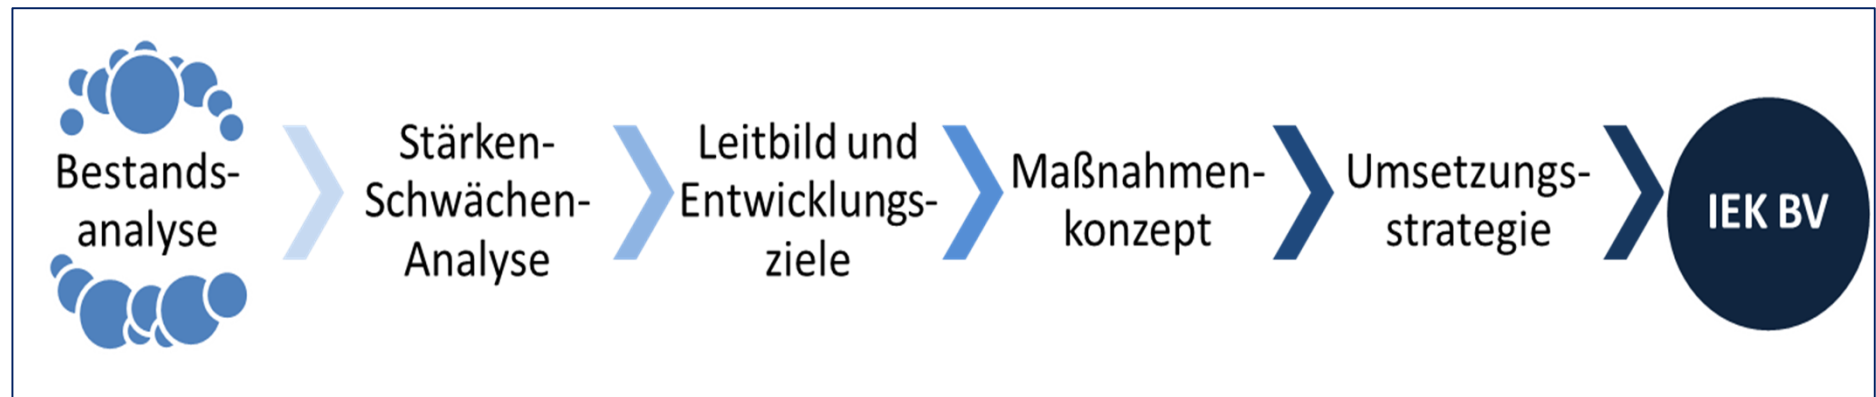 Bestands-
analyse
Stärken-
Schwächen-
Analyse
Leitbild und
Entwicklungs-
ziele
Maßnahmen-
konzept
Umsetzungs-
strategie
IEK BV